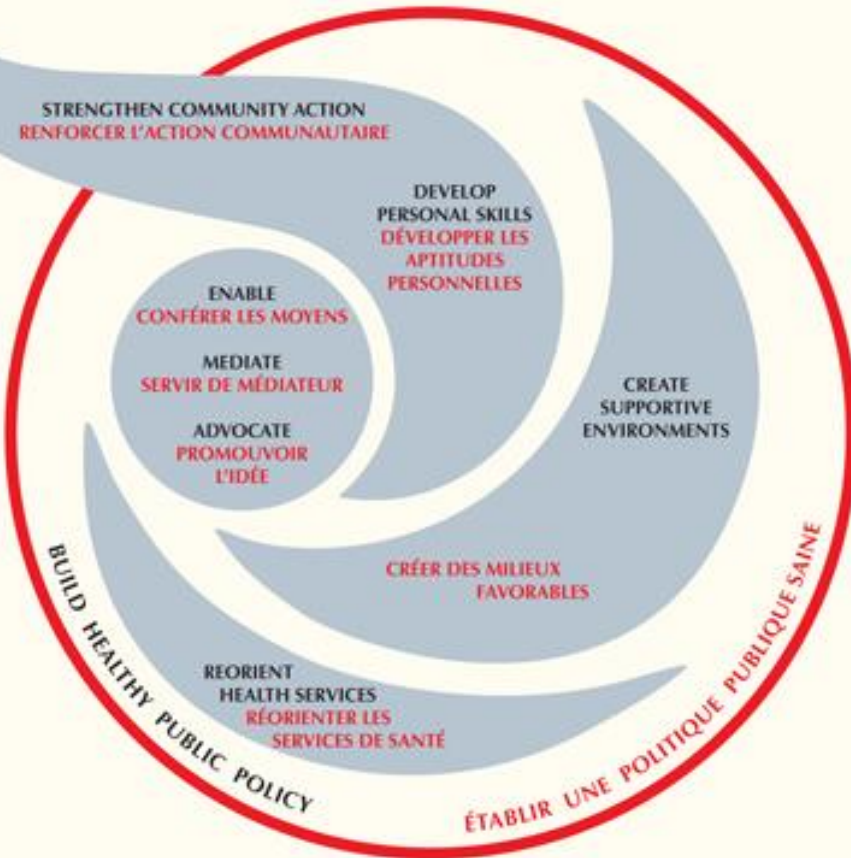 STRENGTHEN COMMUNITY ACTION
RENFORCER L'ACTION COMMUNAUTAIRE
DEVELOP
PERSONAL SKILLS
DÉVELOPPER LES
APTITUDES
PERSONNELLES
ENABLE
CONFÉRER LES MOYENS
MEDIATE
SERVIR DE MÉDIATEUR
ADVOCATE
PROMOUVOIR
L'IDÉE
CREATE
SUPPORTIVE
ENVIRONMENTS
CRÉER DES MILIEUX
FAVORABLES
REORIENT
HEALTH SERVICES
RÉORIENTER LES
SERVICES DE SANTÉ
BUILD HEALTHY PUBLIC POLICY
ÉTABLIR UNE POLITIQUE PUBLIQUE SAINE